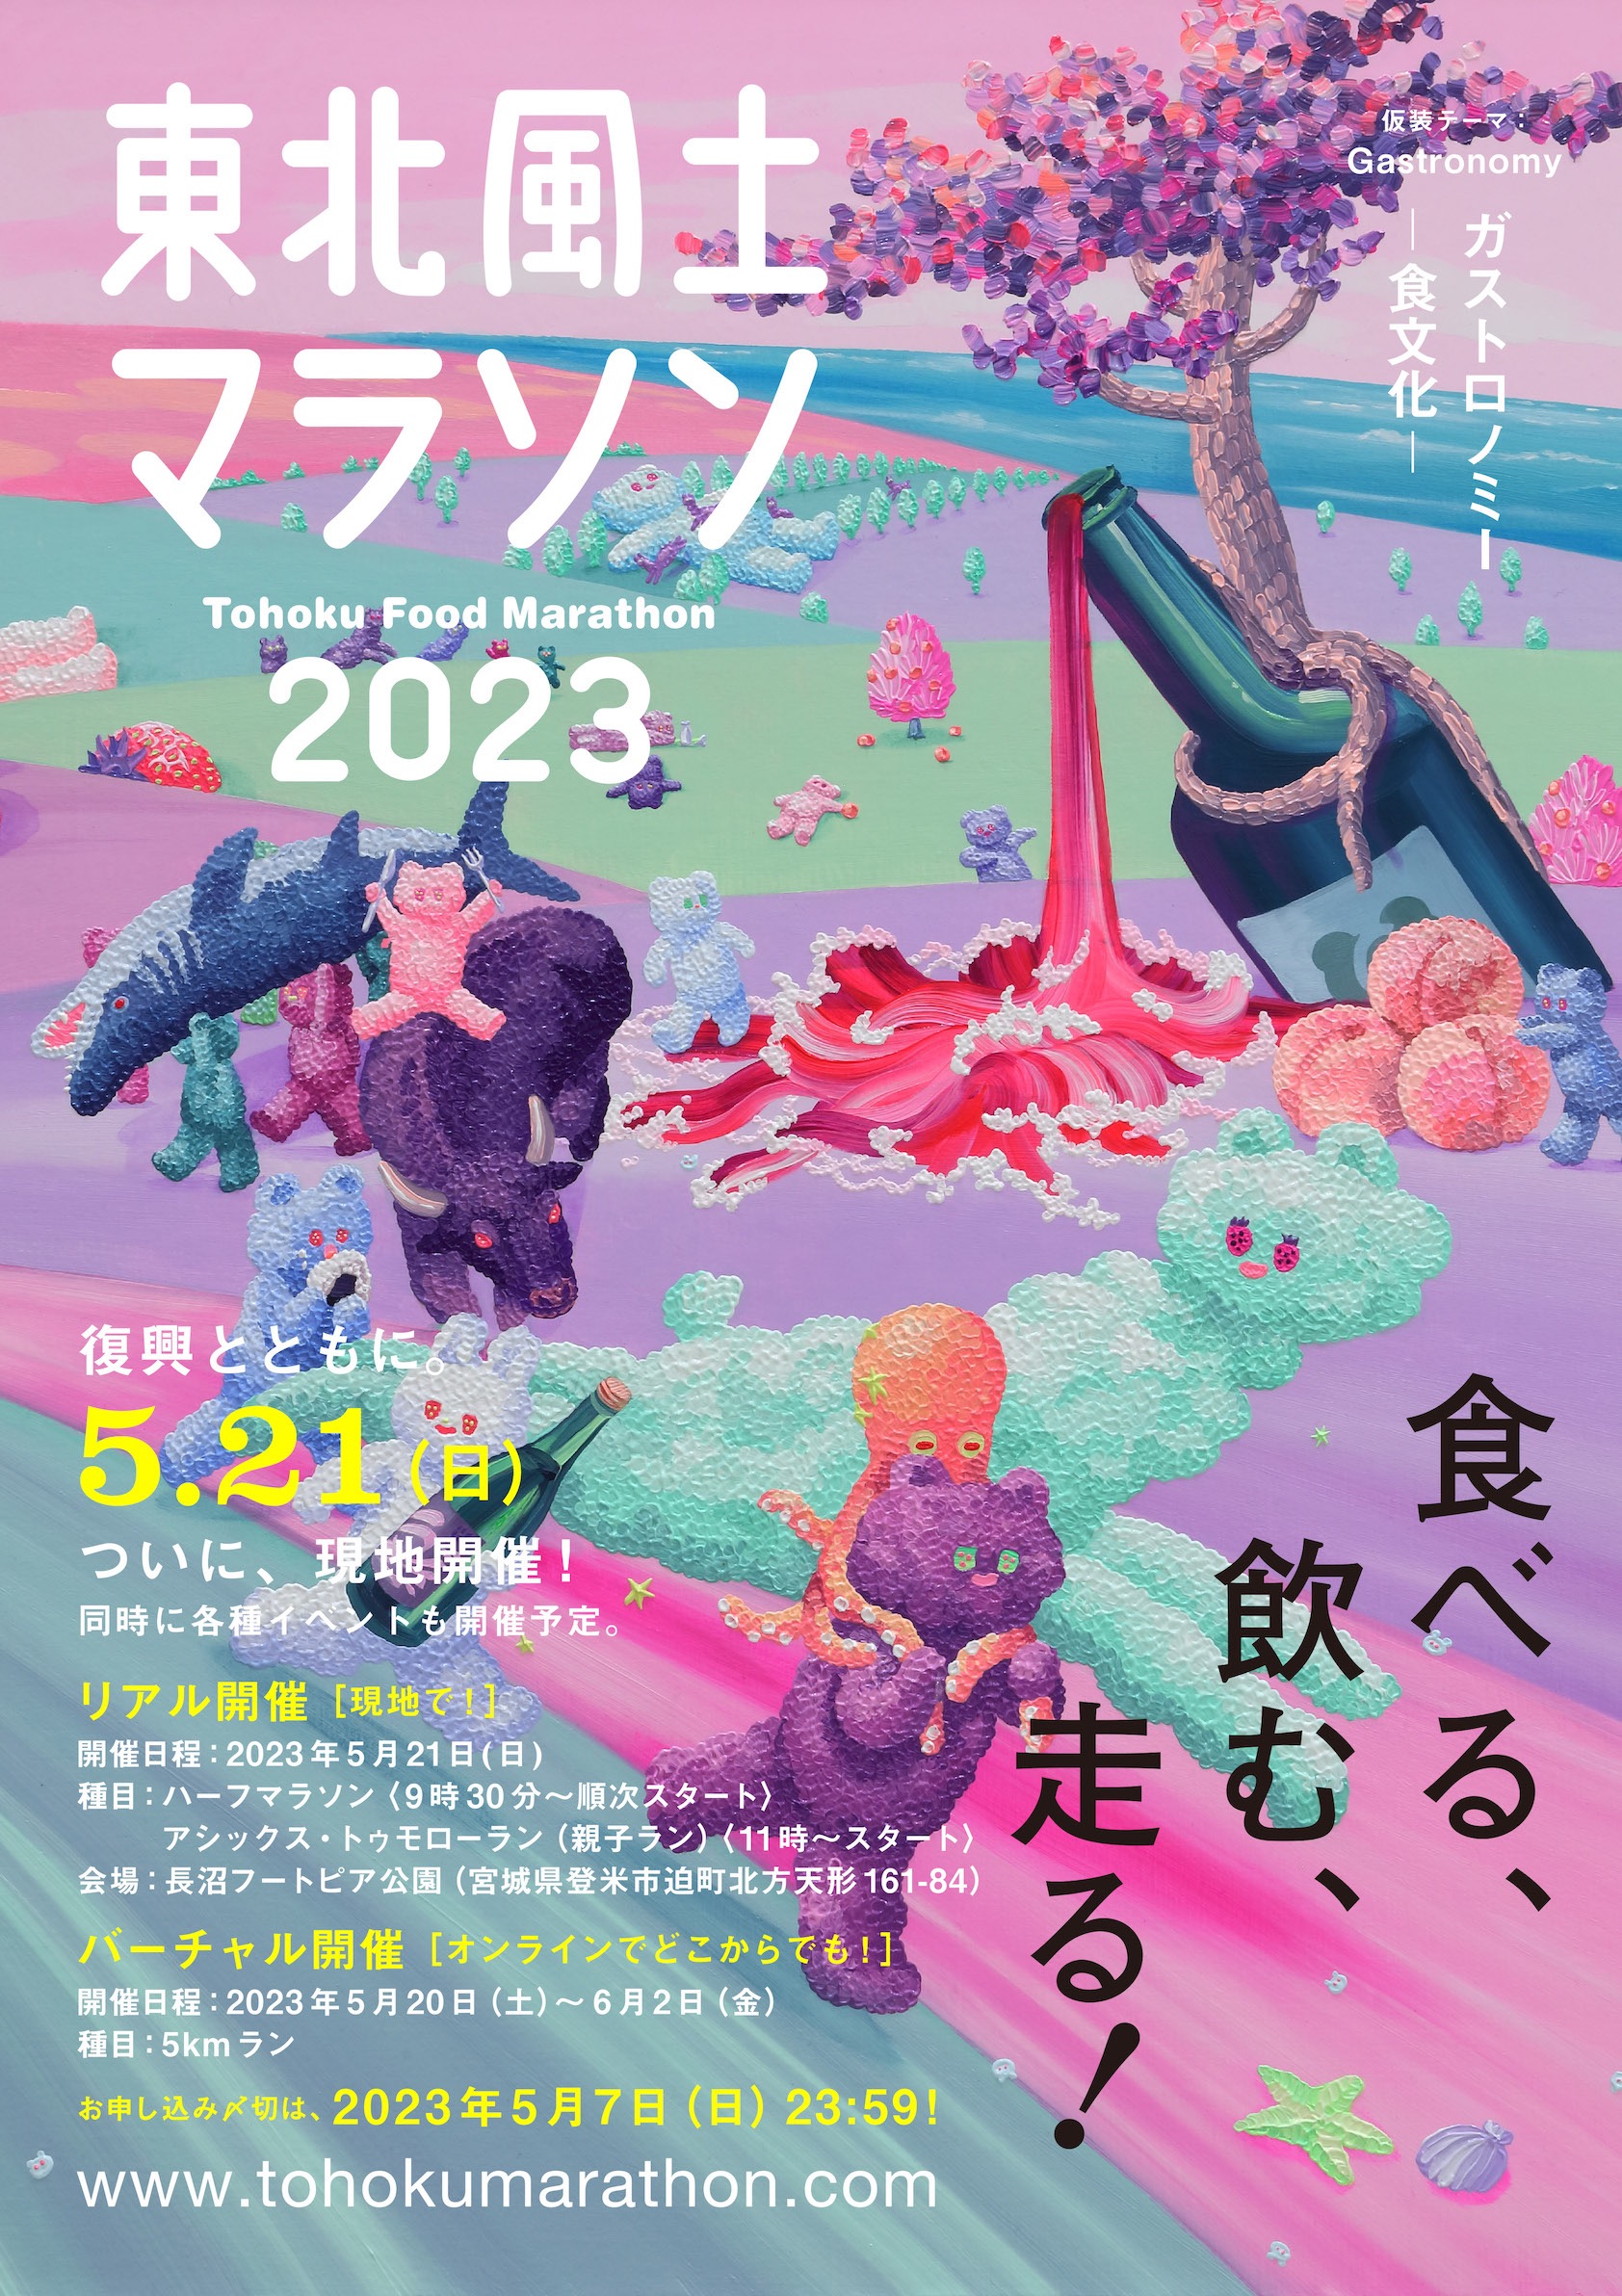 東北風土
マラソン
Tohoku Food Marathon
2023
仮装テーマ：
Gastronomy
ガストロノミー
―食文化―
食べる、
飲む、
走る！
復興とともに。
5.21（日）
ついに、現地開催！
同時に各種イベントも開催予定。
リアル開催［現地で！］
開催日程：2023年5月21日(日)
種目：ハーフマラソン〈9時30分～順次スタート〉
アシックス・トゥモローラン（親子ラン）〈11時～スタート〉
会場：長沼フートピア公園（宮城県登米市迫町北方天形161-84）
バーチャル開催［オンラインでどこからでも！］
開催日程：2023年5月20日（土）～6月2日（金）
種目：5kmラン
お申し込み〆切は、2023年5月7日（日）23:59！
www.tohokumarathon.com